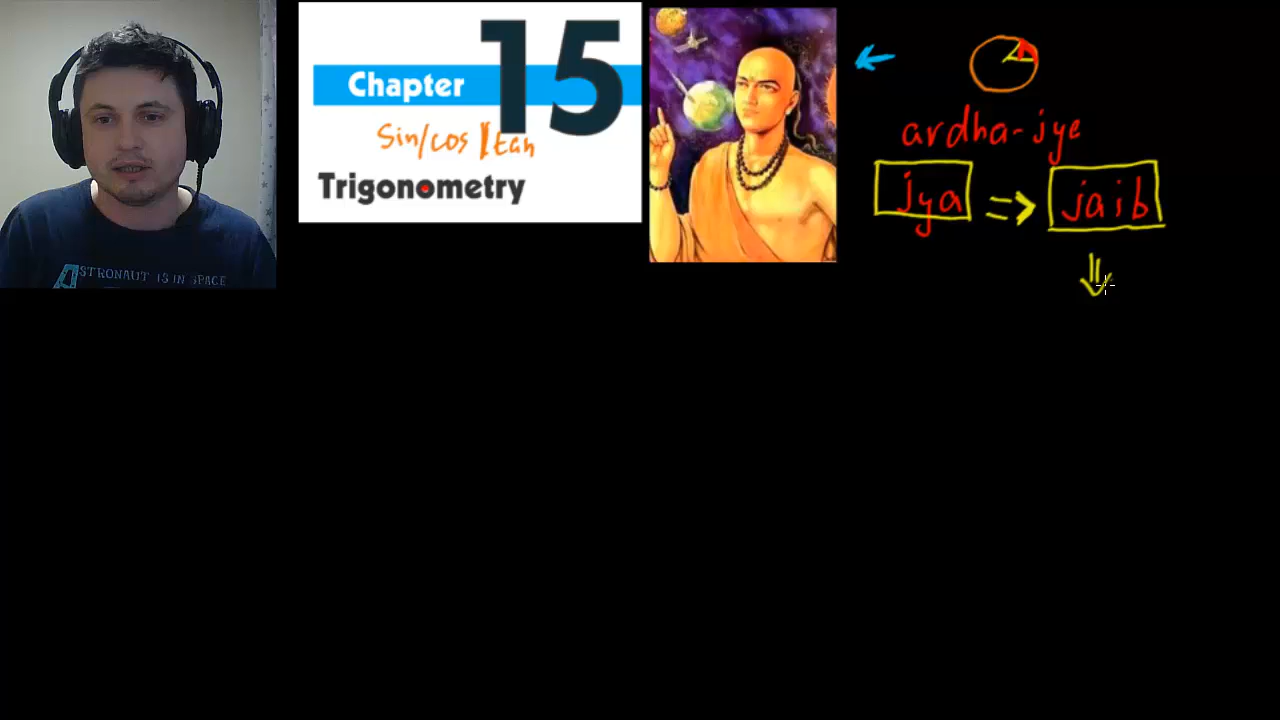 Chapter 15
Sin/cos/tan
Trigonometry
ardha-jye
jya => jaib
ASTRONAUT IS IN SPACE